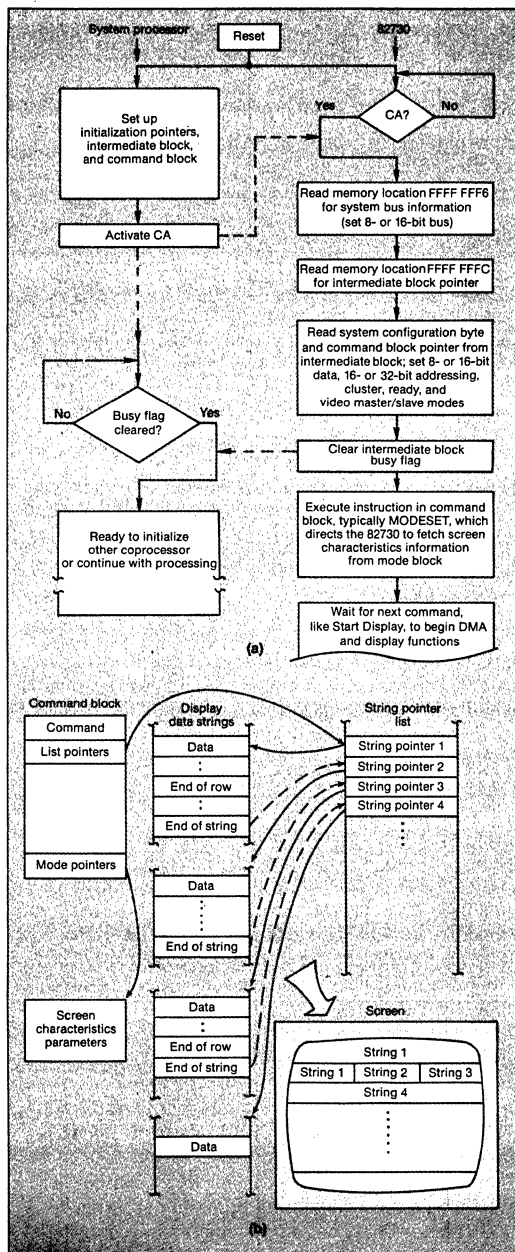 System processor
Reset
82730
Set up
initialization pointers,
intermediate block,
and command block
Yes
CA?
No
Activate CA
Read memory location FFFF FFF6
for system bus information
(set 8- or 16-bit bus)
Read memory location FFFF FFFC
for intermediate block pointer
Read system configuration byte
and command block pointer from
intermediate block; set 8- or 16-bit
data, 16- or 32-bit addressing,
cluster, ready, and
video master/slave modes
No
Busy flag
cleared?
Yes
Clear intermediate block
busy flag
Ready to initialize
other coprocessor
or continue with processing
Execute instruction in command
block, typically MODESET, which
directs the 82730 to fetch screen
characteristics information
from mode block
Wait for next command,
like Start Display, to begin DMA
and display functions
(a)
Command block
Command
List pointers
Mode pointers
Screen
characteristics
parameters
Display
data strings
Data
End of row
End of string
Data
End of string
Data
End of row
End of string
Data
String pointer
list
String pointer 1
String pointer 2
String pointer 3
String pointer 4
Screen
String 1
String 1 String 2 String 3
String 4
(b)